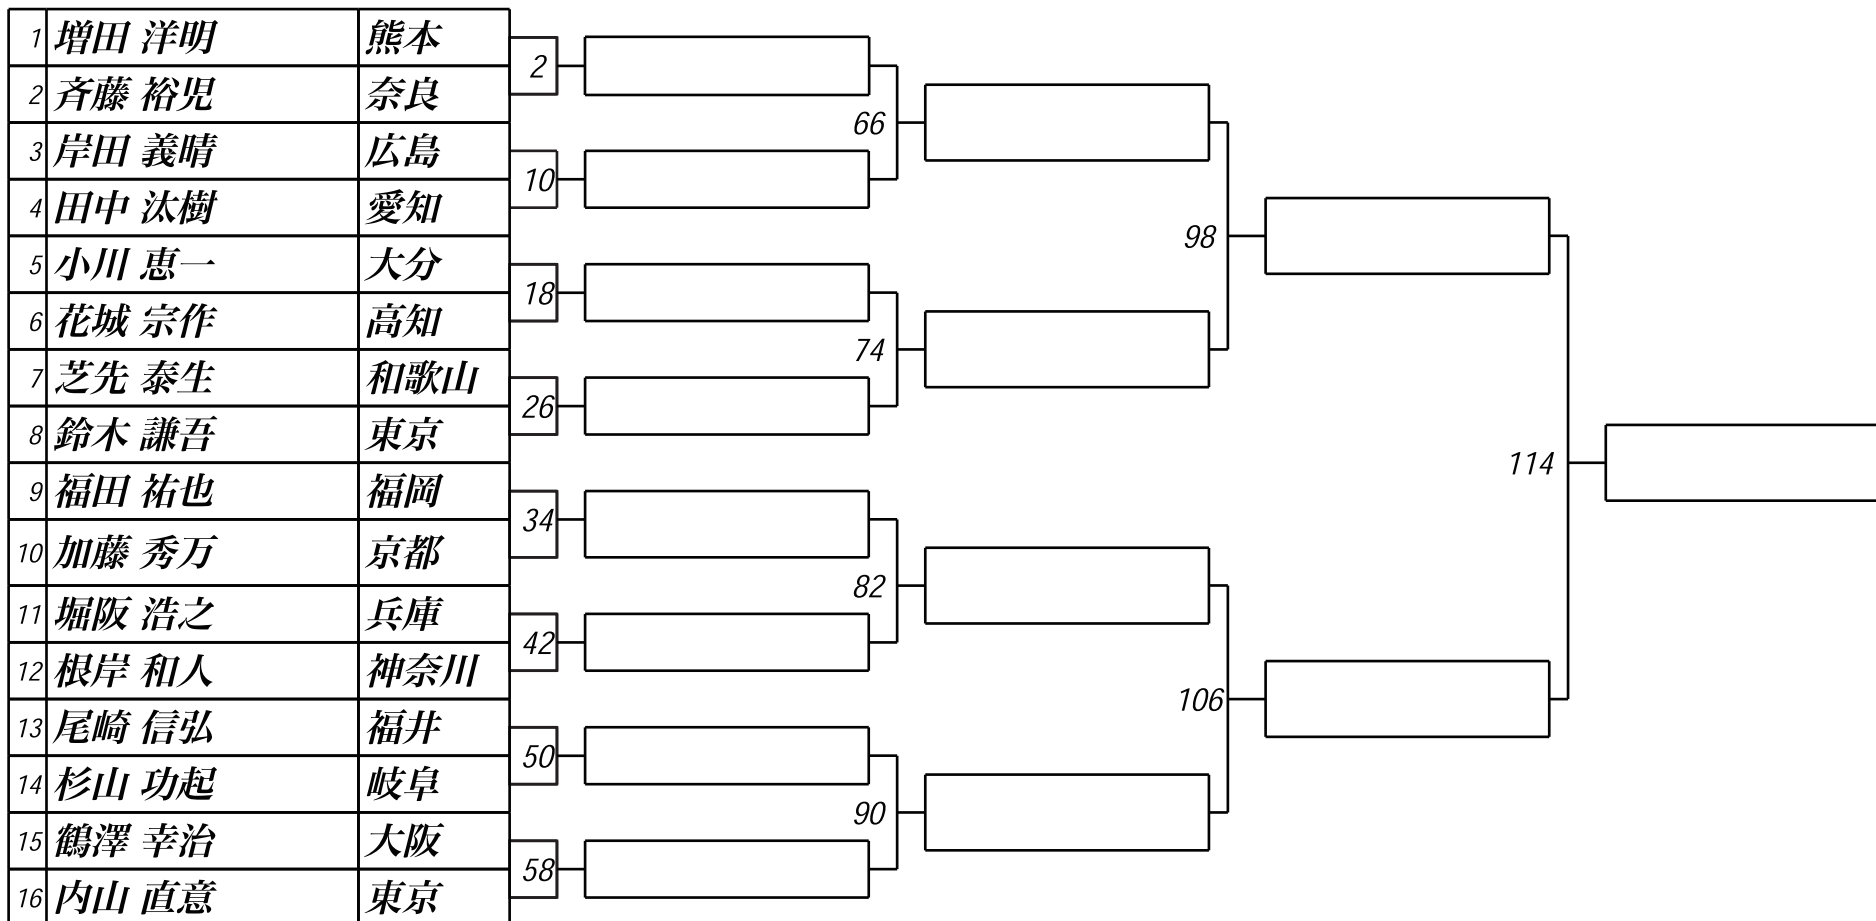 1 増田 洋明 熊本
2 斉藤 裕児 奈良
3 岸田 義晴 広島
4 田中 汰樹 愛知
5 小川 恵一 大分
6 花城 宗作 高知
7 芝先 泰生 和歌山
8 鈴木 謙吾 東京
9 福田 祐也 福岡
10 加藤 秀万 京都
11 堀阪 浩之 兵庫
12 根岸 和人 神奈川
13 尾崎 信弘 福井
14 杉山 功起 岐阜
15 鶴澤 幸治 大阪
16 内山 直意 東京
2
10
18
26
34
42
50
58
66
74
82
90
98
106
114